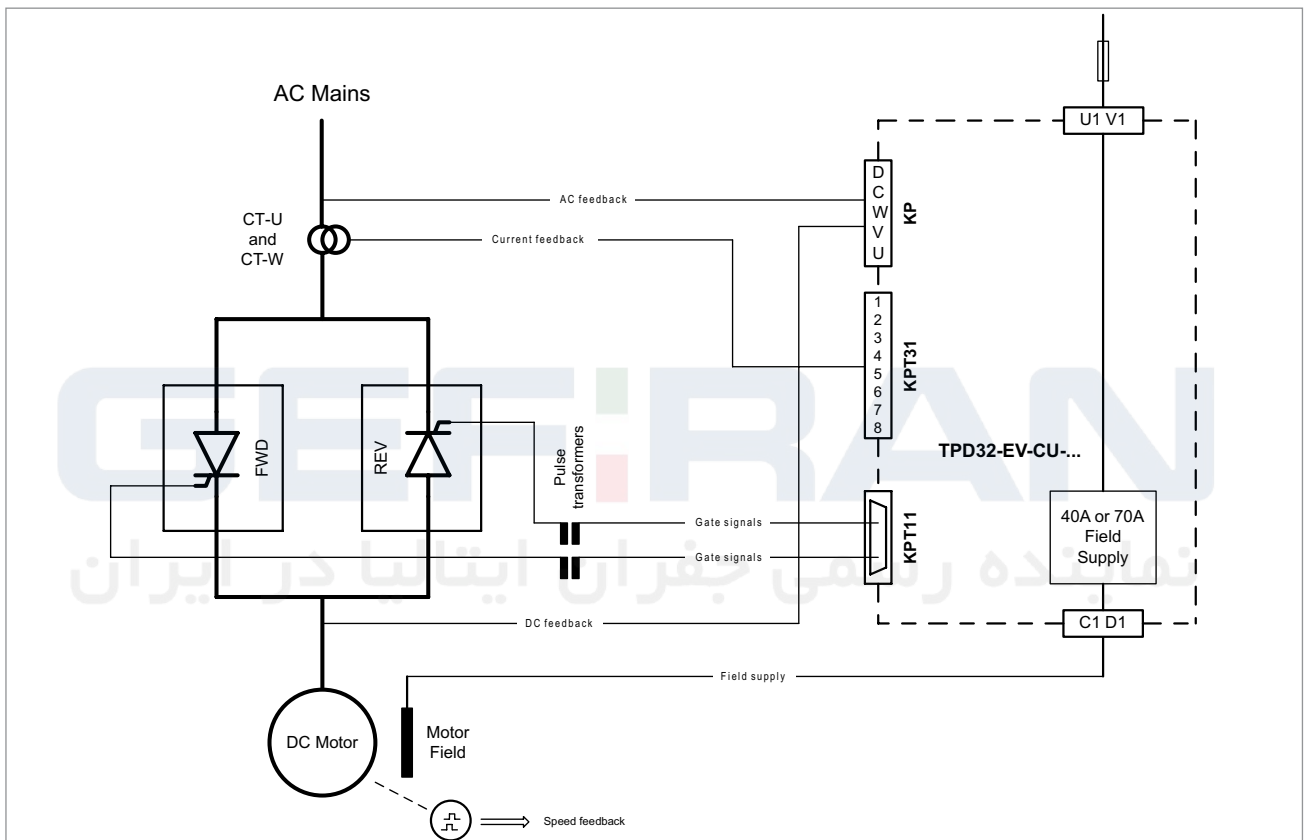 AC Mains
U1 V1
D
C
W
V
U
KP
AC feedback
CT-U
and
CT-W
Current feedback
1
2
3
4
5
6
7
8
KPT31
GEFRAN
FWD
REV
Pulse
transformers
TPD32-EV-CU-...
Gate signals
Gate signals
KPT11
40A or 70A
Field
Supply
نماینده رسمی جفران ایتالیا در ایران
DC feedback
C1 D1
Field supply
DC Motor
Motor
Field
Speed feedback